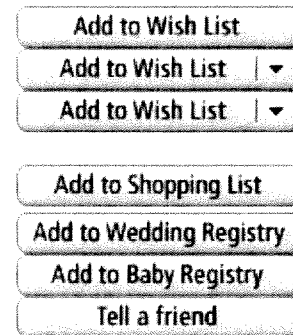 Add to Wish List
Add to Wish List
Add to Wish List
Add to Shopping List
Add to Wedding Registry
Add to Baby Registry
Tell a friend